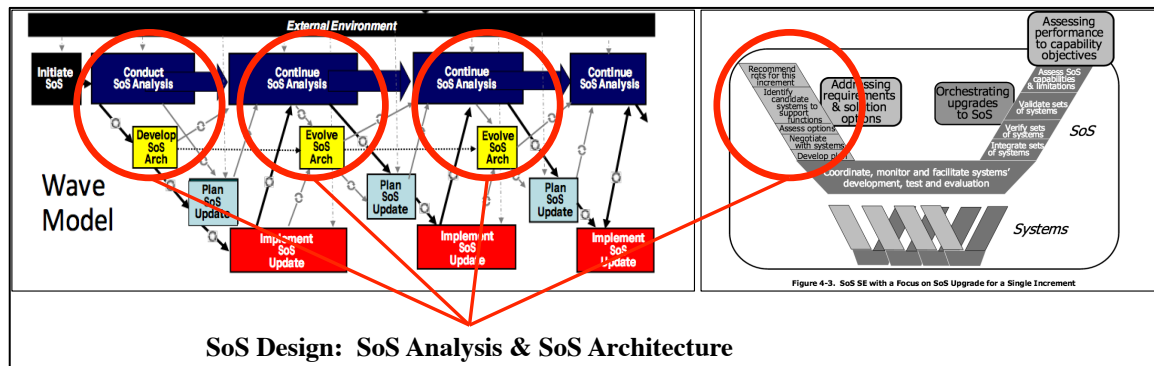 External Environment
Initiate
SoS
Conduct
SoS Analysis
Continue
SoS Analysis
Continue
SoS Analysis
Continue
SoS Analysis
Develop
SoS
Arch
Evolve
SoS
Arch
Evolve
SoS
Arch
Wave
Model
Plan
SoS
Update
Plan
SoS
Update
Plan
SoS
Update
Implement
SoS
Update
Implement
SoS
Update
Implement
SoS
Update
Assessing
performance
to capability
objectives
Recommend
rqts for this
increment
Identify
candidate
systems to
support
functions
Assess options
Negotiate
with systems
Develop plan
Addressing
requirements
& solution
options
Orchestrating
upgrades
to SoS
Assess SoS
capabilities
& limitations
Validate sets
of systems
Verify sets
of systems
Integrate sets
of systems
SoS
Coordinate, monitor and facilitate systems'
development, test and evaluation
Systems
Figure 4-3. SoS SE with a Focus on SoS Upgrade for a Single Increment
SoS Design: SoS Analysis & SoS Architecture